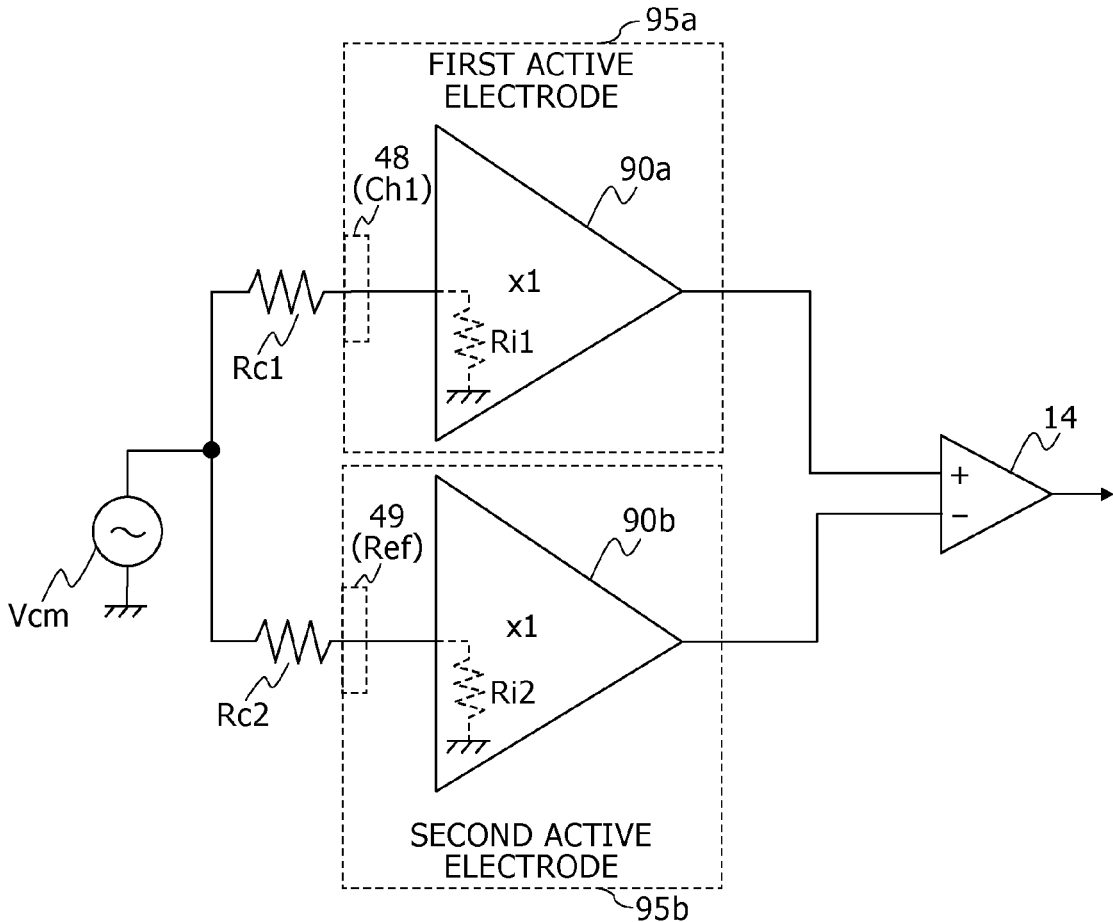 95a
FIRST ACTIVE
ELECTRODE
48
(Ch1)
90a
x1
Ri1
Rc1
14
+
−
Vcm
49
(Ref)
90b
x1
Ri2
Rc2
SECOND ACTIVE
ELECTRODE
95b